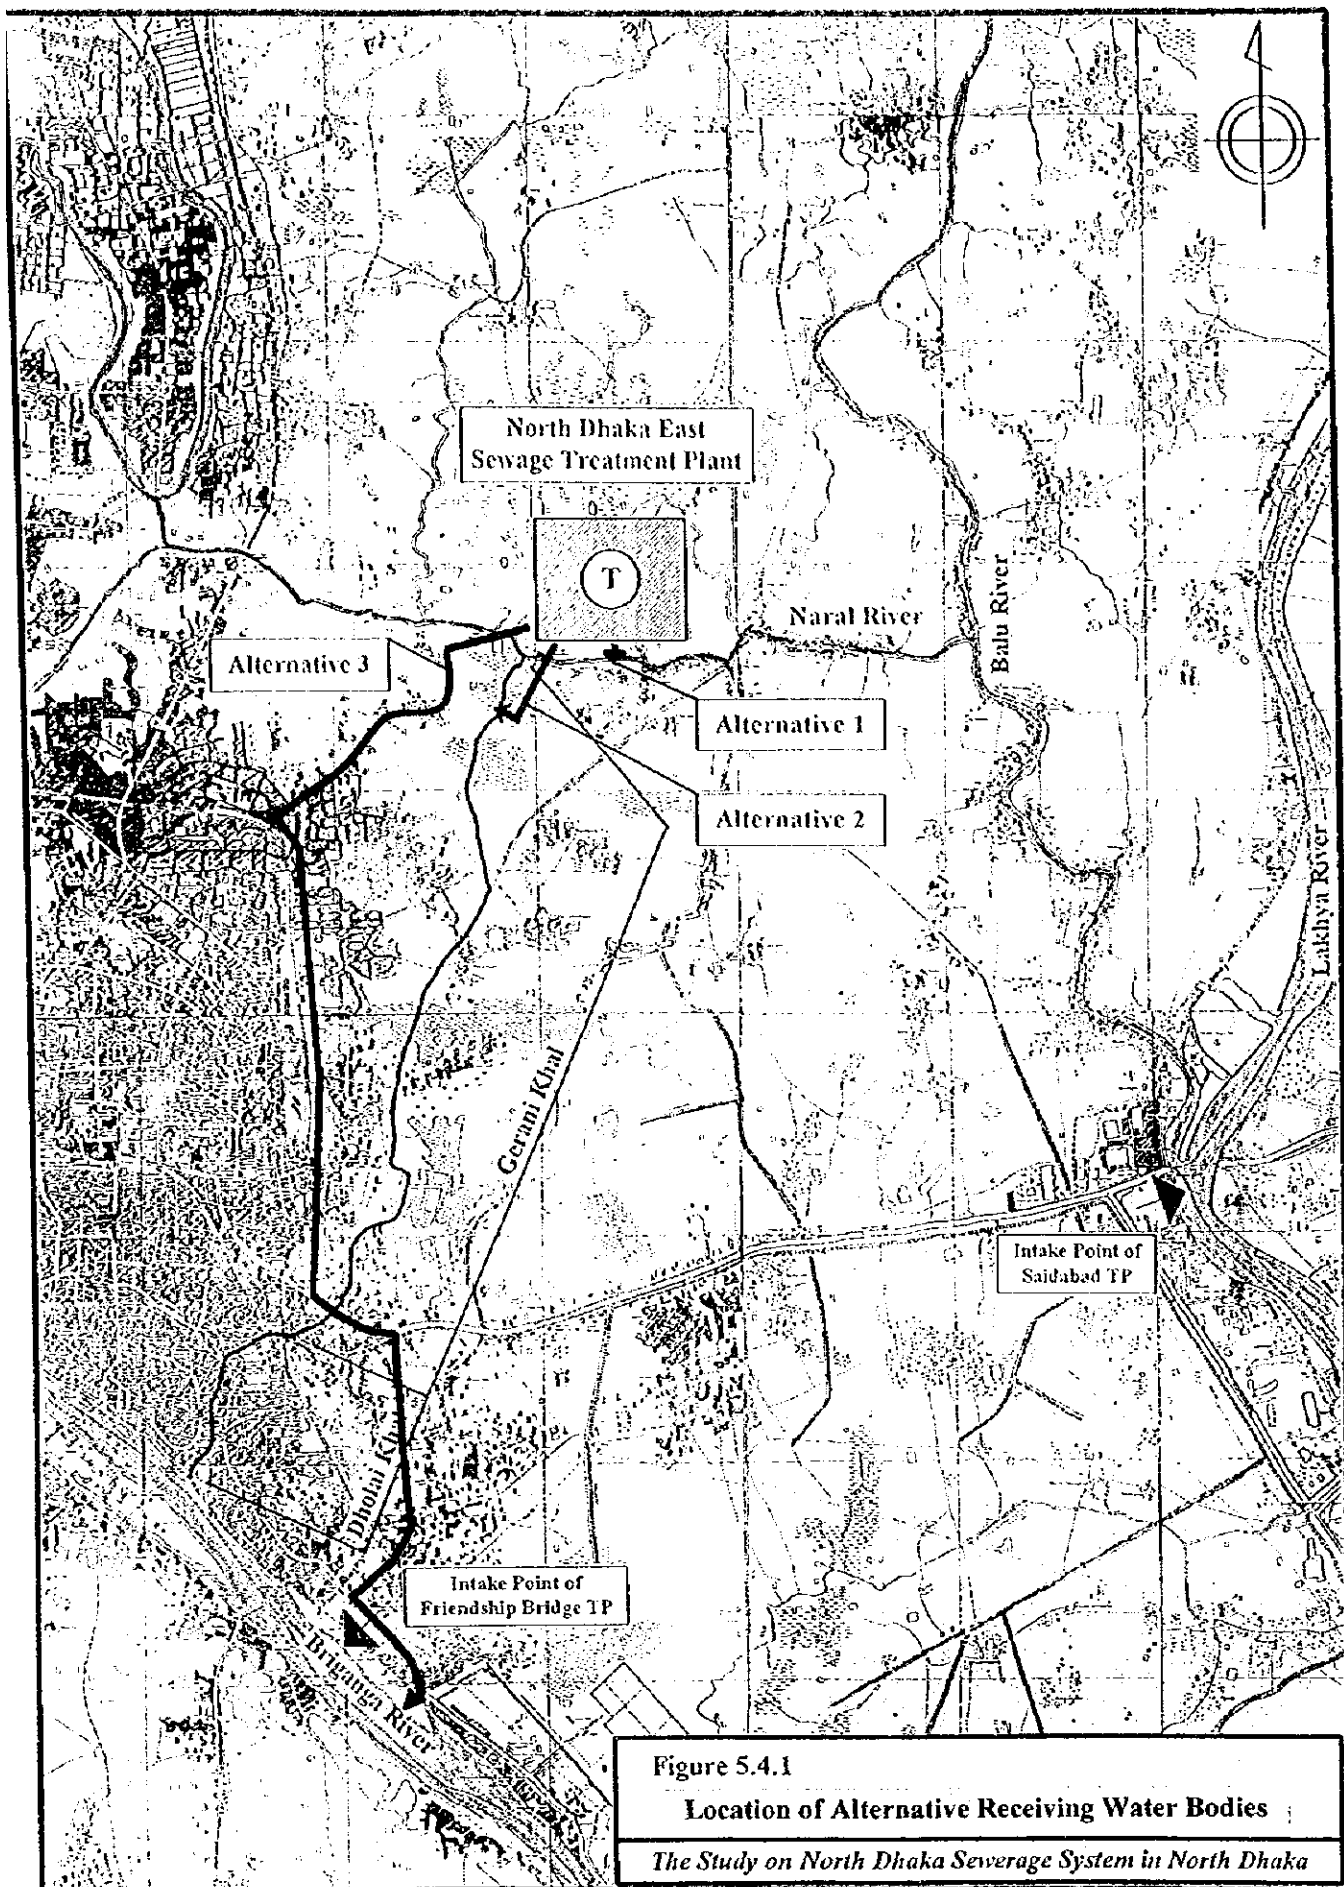 North Dhaka East
Sewage Treatment Plant
T
Naral River
Balu River
Alternative 3
Alternative 1
Alternative 2
Lakhya River
Gerani Khal
Intake Point of
Saidabad TP
Dholai Khal
Intake Point of
Friendship Bridge TP
Briganga River
Figure 5.4.1
Location of Alternative Receiving Water Bodies
The Study on North Dhaka Sewerage System in North Dhaka